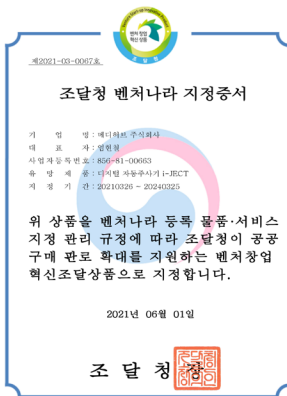 벤처 창업
혁신 상품
조 달 청
제2021-03-0067호
조달청 벤처나라 지정증서
기 업 명 : 메디허트 주식회사
대 표 자 : 엄현철
사업자등록번호 : 856-81-00663
유 망 제 품 : 디지털 자동주사기 i-JECT
지 정 기 간 : 20210326 ~ 20240325
위 상품을 벤처나라 등록 물품·서비스
지정 관리 규정에 따라 조달청이 공공
구매 판로 확대를 지원하는 벤처창업
혁신조달상품으로 지정합니다.
2021년 06월 01일
조 달 청 장